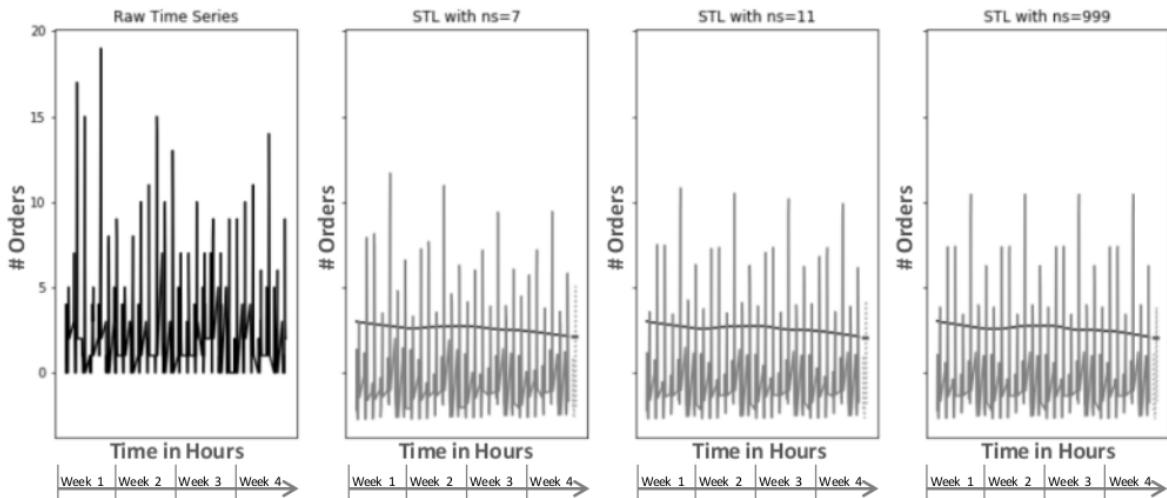 Raw Time Series
STL with ns=7
STL with ns=11
STL with ns=999
20
15
10
5
0
# Orders
# Orders
# Orders
# Orders
Time in Hours
Time in Hours
Time in Hours
Time in Hours
Week 1 Week 2 Week 3 Week 4
Week 1 Week 2 Week 3 Week 4
Week 1 Week 2 Week 3 Week 4
Week 1 Week 2 Week 3 Week 4